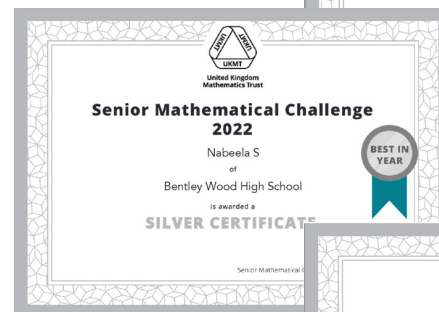 UKMT
UKMT
UKMT
United Kingdom
Mathematics Trust
Senior Mathematical Challenge
2022
Nabeela S
of
Bentley Wood High School
is awarded a
SILVER CERTIFICATE
BEST IN
YEAR
Senior Mathematical